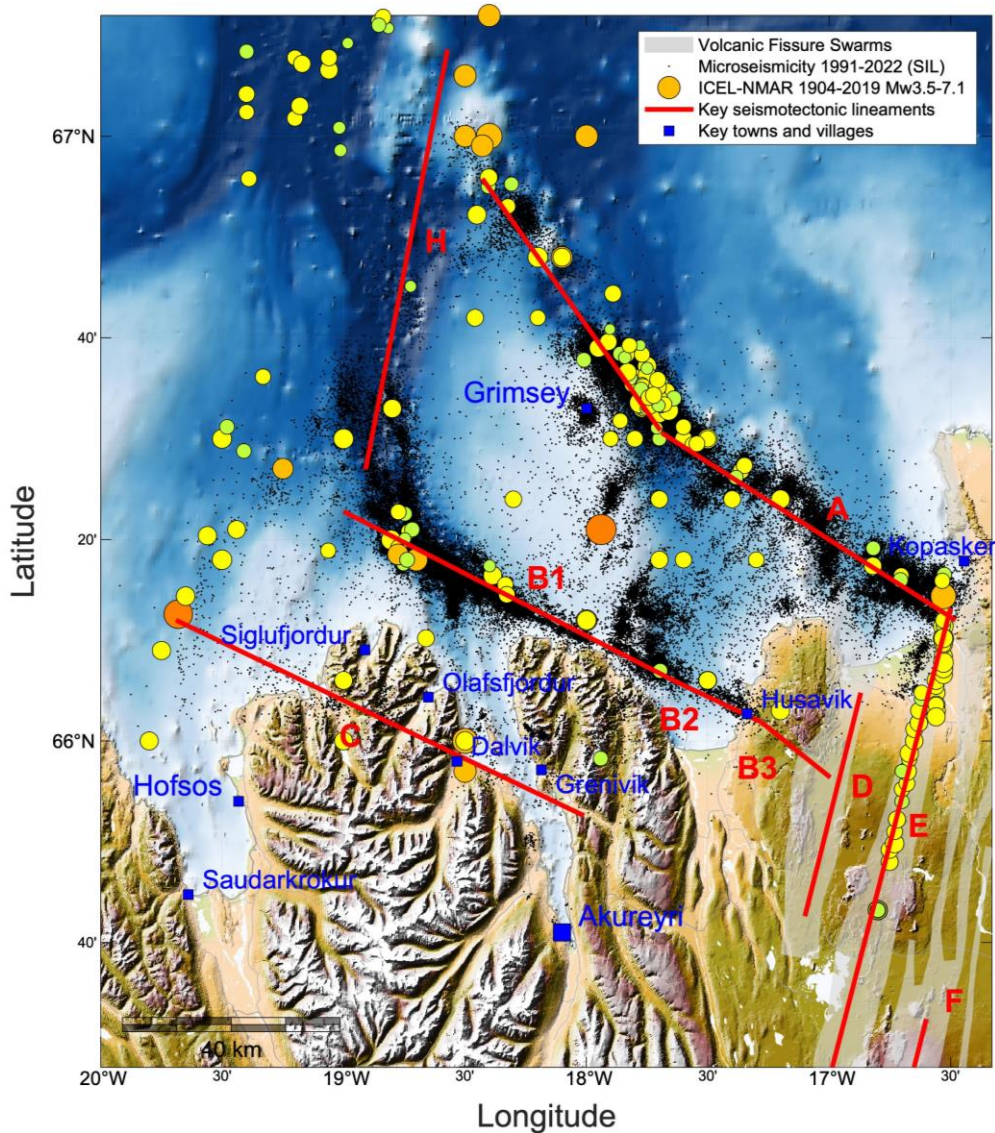 Volcanic Fissure Swarms
Microseismicity 1991-2022 (SIL)
ICEL-NMAR 1904-2019 Mw3.5-7.1
Key seismotectonic lineaments
Key towns and villages
67°N
H
40'
Grimsey
A
Kopasker
20'
B1
Siglufjordur
Olafsfjordur
B2
Husavik
66°N
C
Dalvik
B3
Grenivik
D
Hofsos
E
Saudarkrokur
Akureyri
40'
F
40 km
20°W
30'
19°W
30'
18°W
30'
17°W
Latitude
Longitude